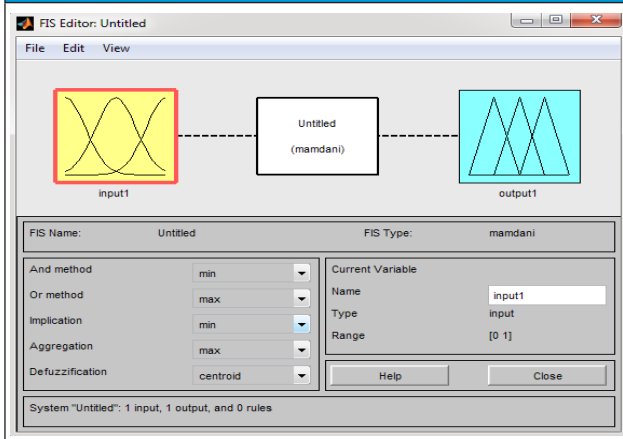 FIS Editor: Untitled
File Edit View
Untitled
(mamdani)
input1
output1
FIS Name: Untitled FIS Type: mamdani
And method min
Or method max
Implication min
Aggregation max
Defuzzification centroid
Current Variable
Name input1
Type input
Range [0 1]
Help Close
System "Untitled": 1 input, 1 output, and 0 rules